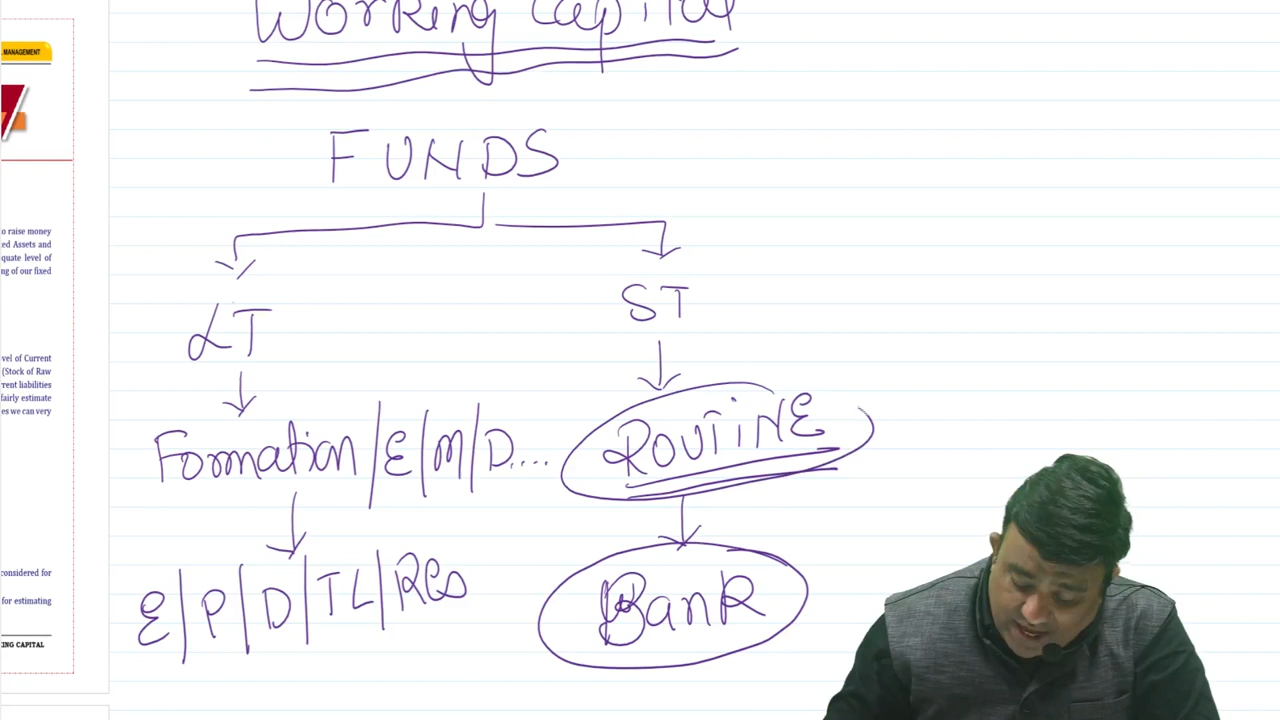 Working Capital
MANAGEMENT
FUNDS
o raise money
ed Assets and
quate level of
ng of our fixed
LT
ST
vel of Current
(Stock of Raw
rent liabilities
fairly estimate
es we can very
Formation/E/M/D....
ROUTINE
E/P/D/TL/Res
Bank
considered for
for estimating
ING CAPITAL